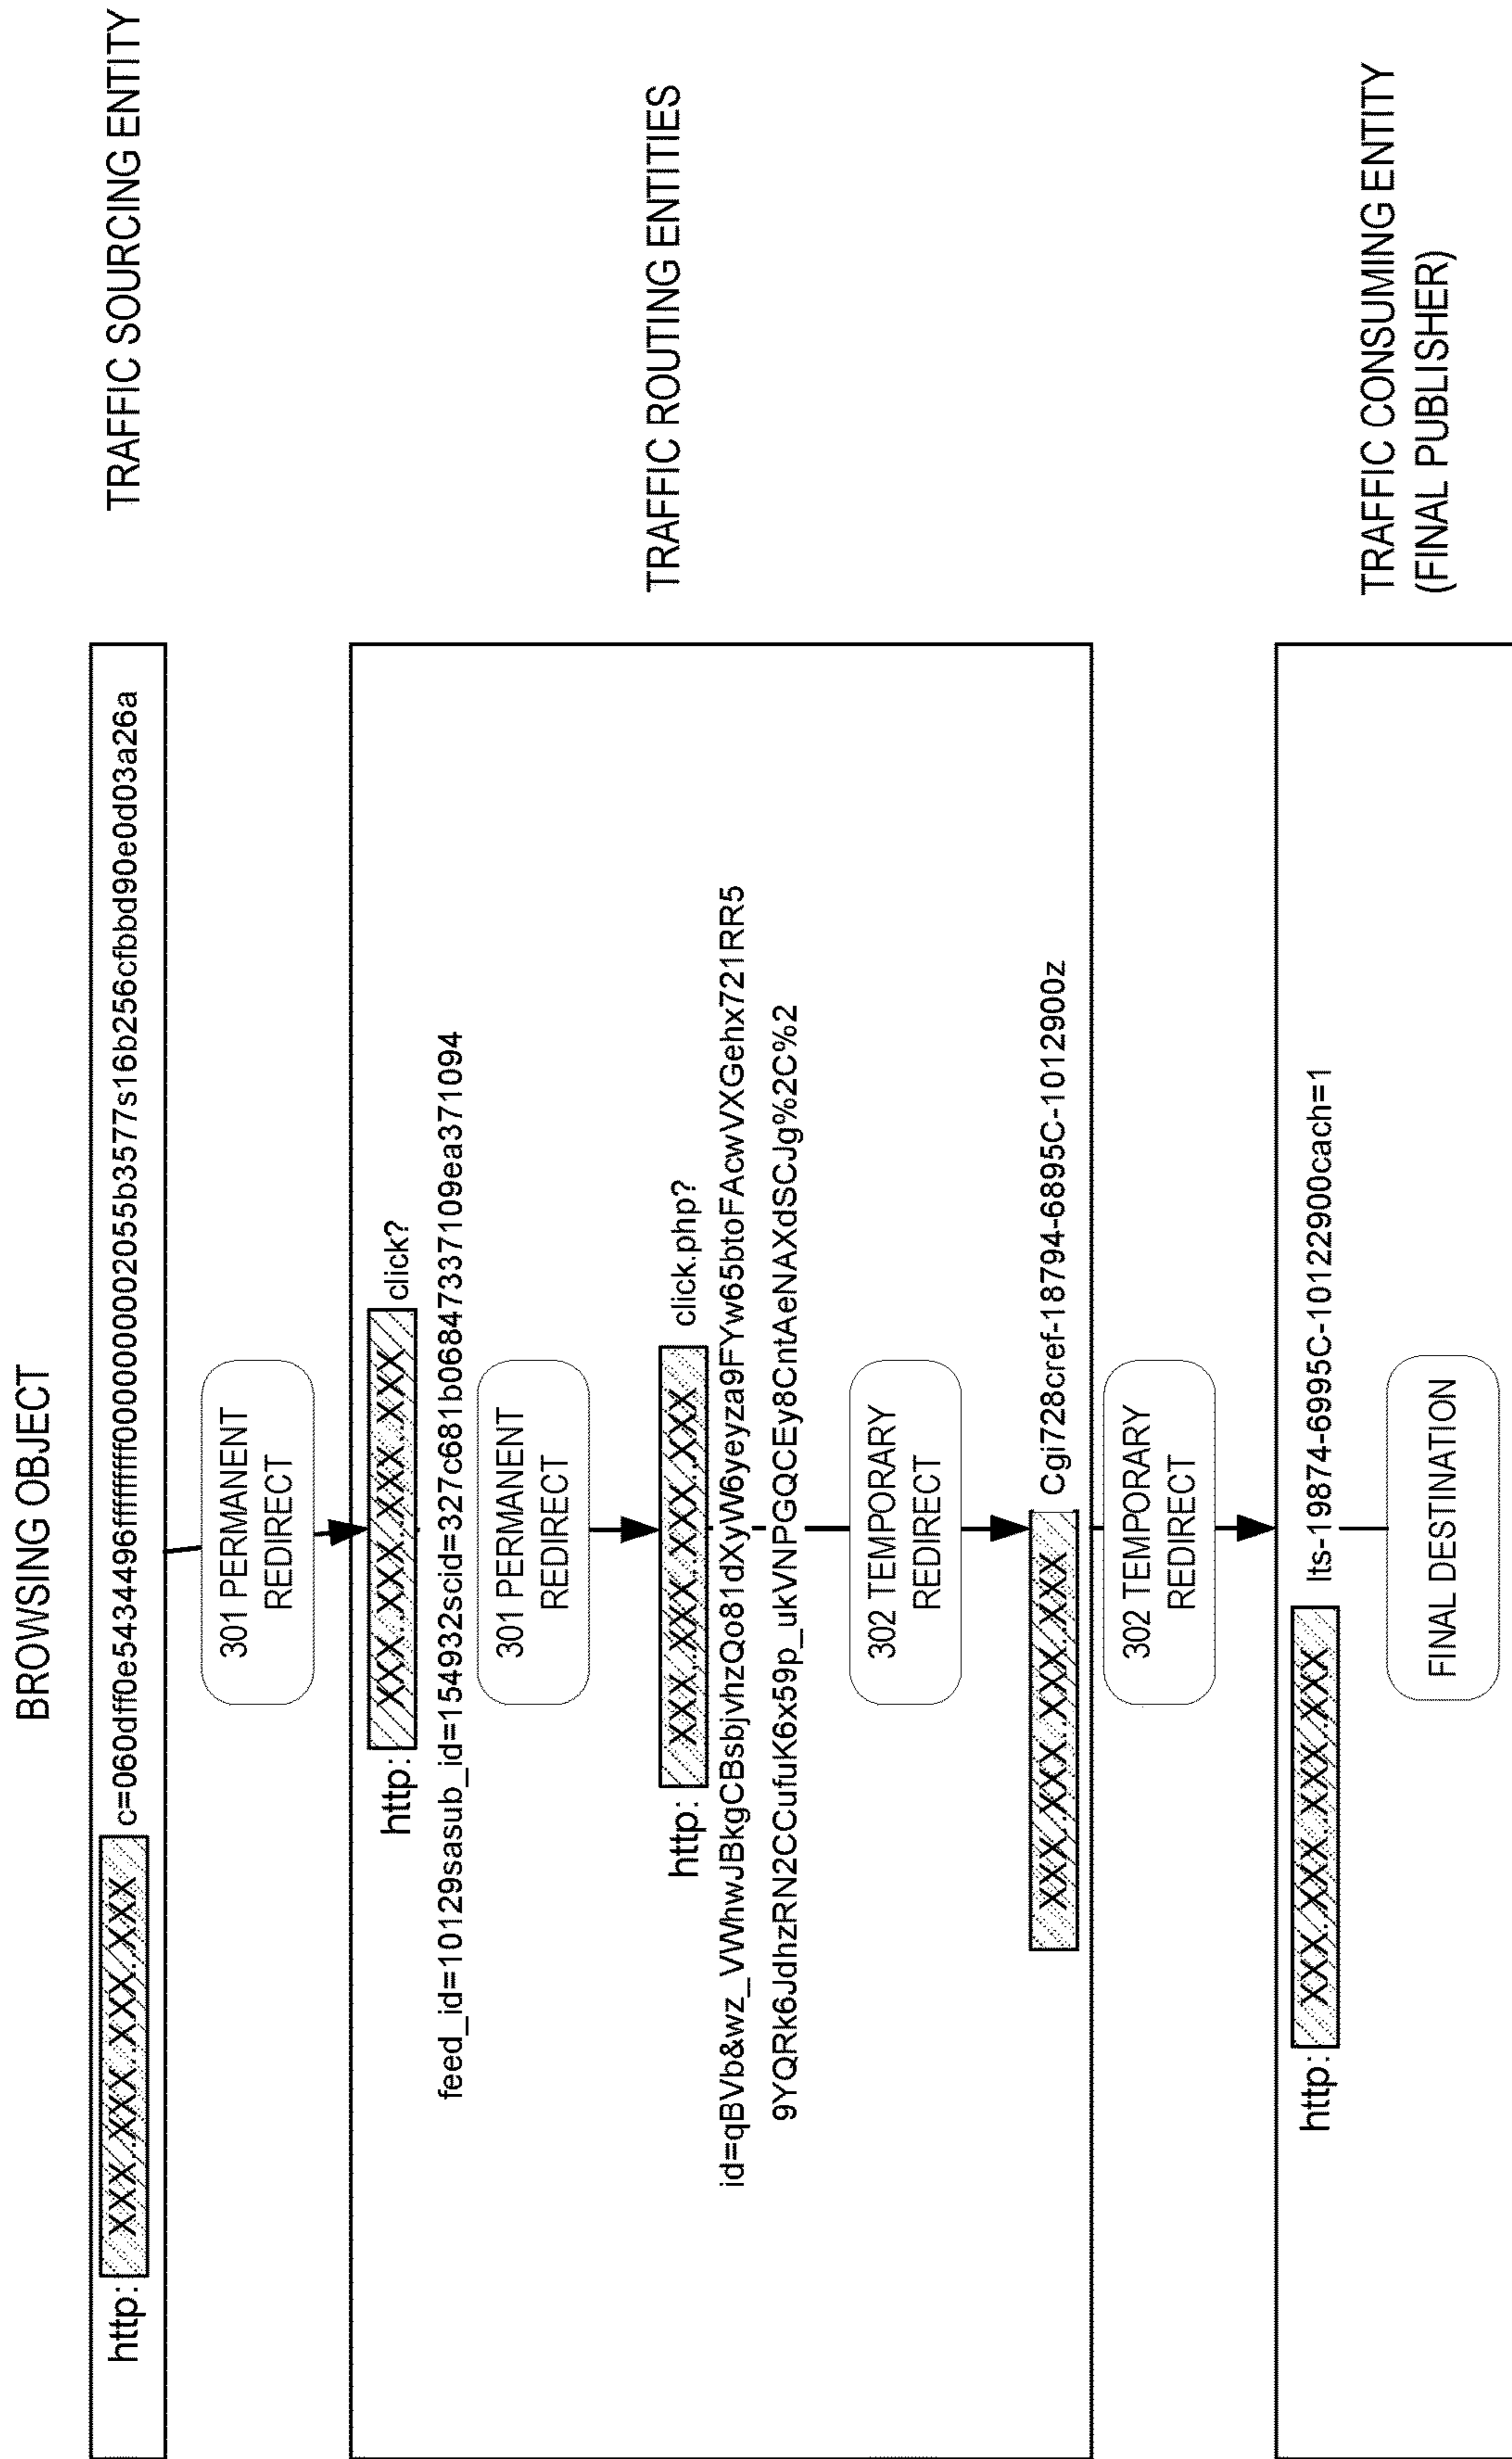 BROWSING OBJECT
http: XXX..XXX..XXX..XXX c=060dff0e5434496ffffffff00000000002055b3577s16b256cfbbd90e0d03a26a
TRAFFIC SOURCING ENTITY
301 PERMANENT
REDIRECT
http: XXX..XXX..XXX..XXX click?
feed_id=10129sasub_id=154932scid=327c681b0684733 7109ea371094
301 PERMANENT
REDIRECT
http: XXX..XXX..XXX..XXX click.php?
id=qBVb&wz_VWhwJBkgCBsbjvhzQo81dXyW6yeyza9FYw65btoFAcwVXGehx721RR5
9YQRk6JdhzRN2CCufuK6x59p_ukVNPGQCEy8CntAeNAXdSCJg%2C%2
TRAFFIC ROUTING ENTITIES
302 TEMPORARY
REDIRECT
XXX..XXX..XXX..XXX Cgi728cref-18794-6895C-1012900z
302 TEMPORARY
REDIRECT
http: XXX..XXX..XXX..XXX lts-19874-6995C-10122900cach=1
FINAL DESTINATION
TRAFFIC CONSUMING ENTITY
(FINAL PUBLISHER)